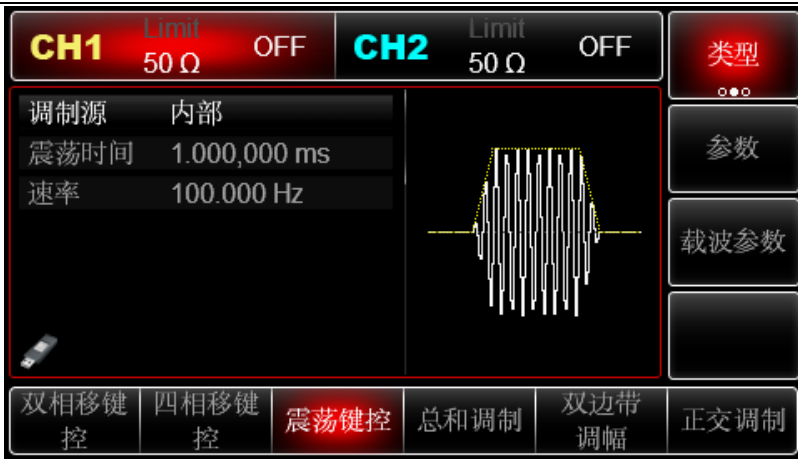 CH1 Limit 50 Ω OFF CH2 Limit 50 Ω OFF
类型
调制源 内部
震荡时间 1.000,000 ms
速率 100.000 Hz
参数
载波参数
双相移键控
四相移键控
震荡键控
总和调制
双边带调幅
正交调制